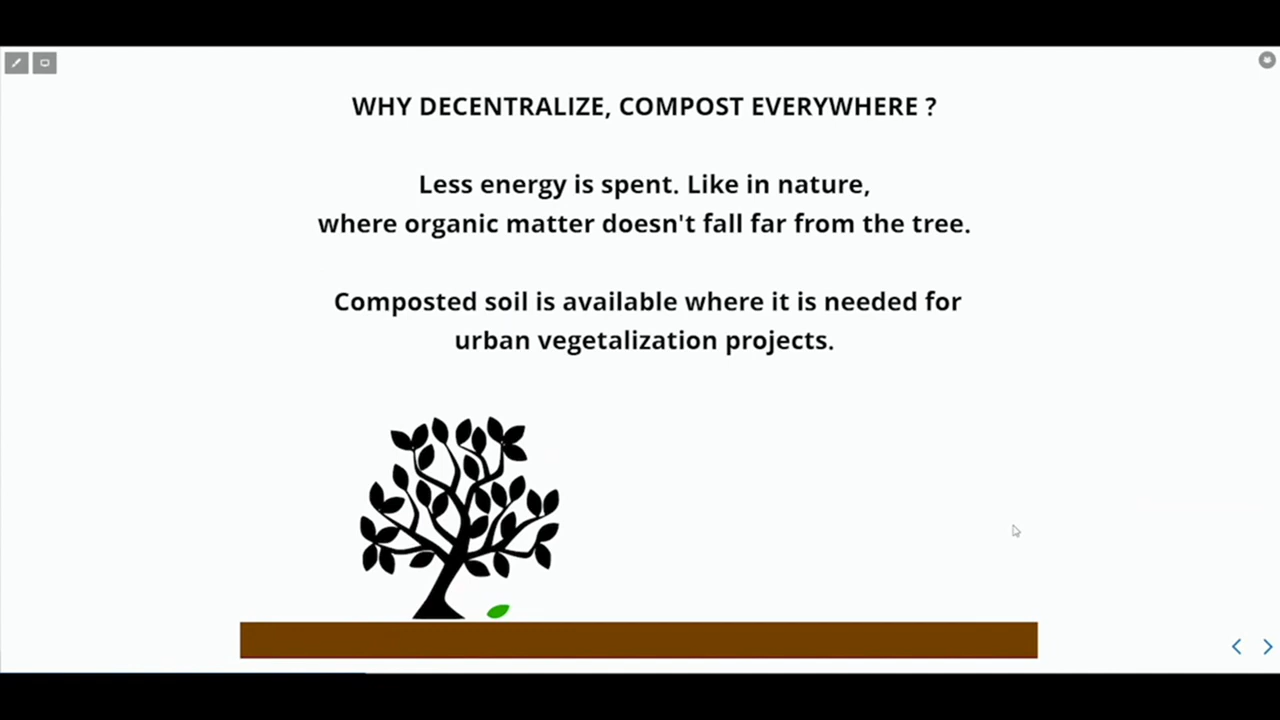 WHY DECENTRALIZE, COMPOST EVERYWHERE ?
Less energy is spent. Like in nature,
where organic matter doesn't fall far from the tree.
Composted soil is available where it is needed for
urban vegetalization projects.